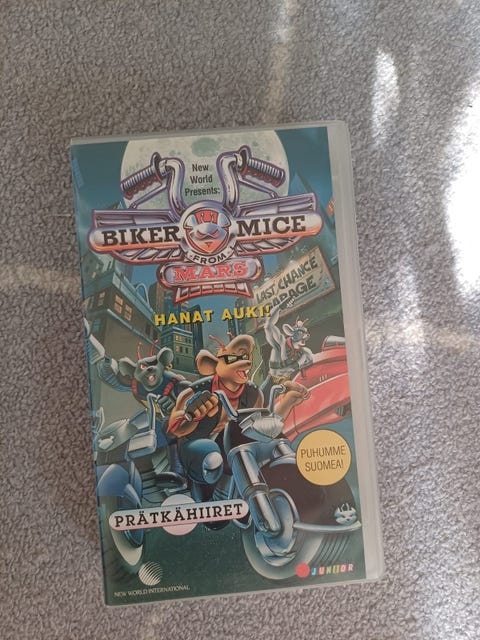 New
World
Presents:
BIKER MICE
FROM
MARS
LAST CHANCE
GARAGE
HANAT AUKI!
PUHUMME
SUOMEA!
PRÄTKÄHIIRET
JUNIOR
NEW WORLD INTERNATIONAL